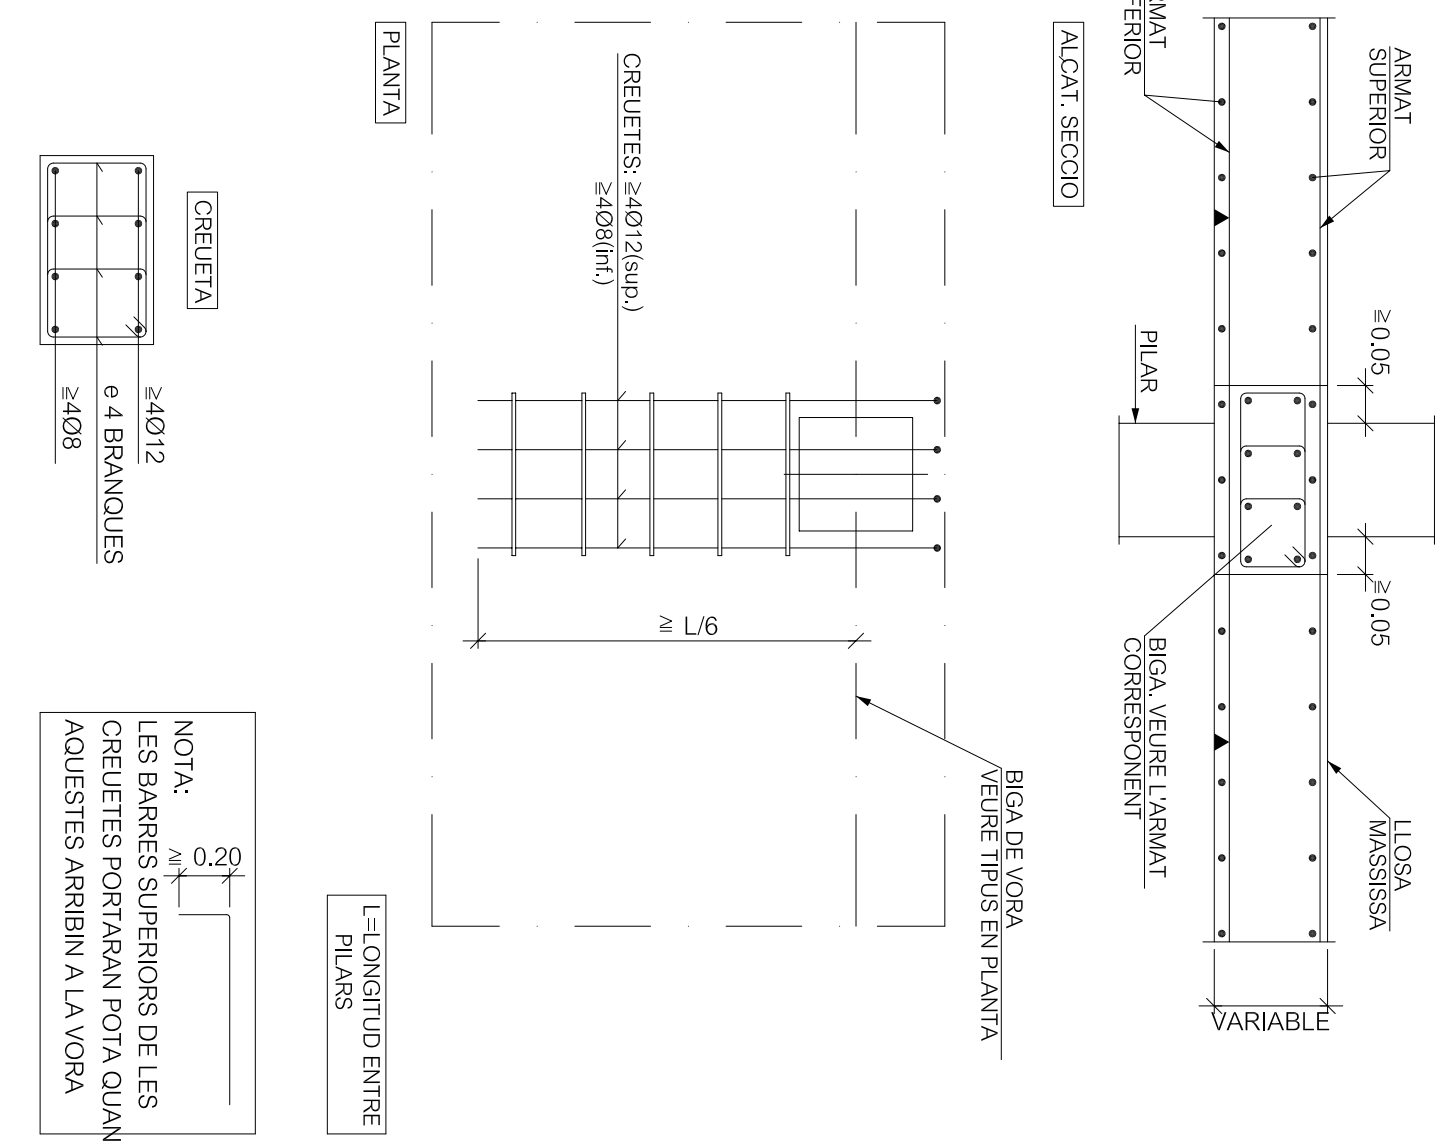 ARMAT
SUPERIOR
≥0.05
≥0.05
LLOSA
MASSISSA
RMAT
FERIOR
PILAR
BIGA. VEURE L'ARMAT
CORRESPONENT
VARIABLE
ALÇAT. SECCIO
BIGA DE VORA
VEURE TIPUS EN PLANTA
CREUETES: ≥4Ø12(sup.)
≥4Ø8(inf.)
≥ L/6
PLANTA
L=LONGITUD ENTRE
PILARS
CREUETA
≥4Ø12
e 4 BRANQUES
≥4Ø8
NOTA:
≥ 0.20
LES BARRES SUPERIORS DE LES
CREUETES PORTARAN POTA QUAN
AQUESTES ARRIBIN A LA VORA